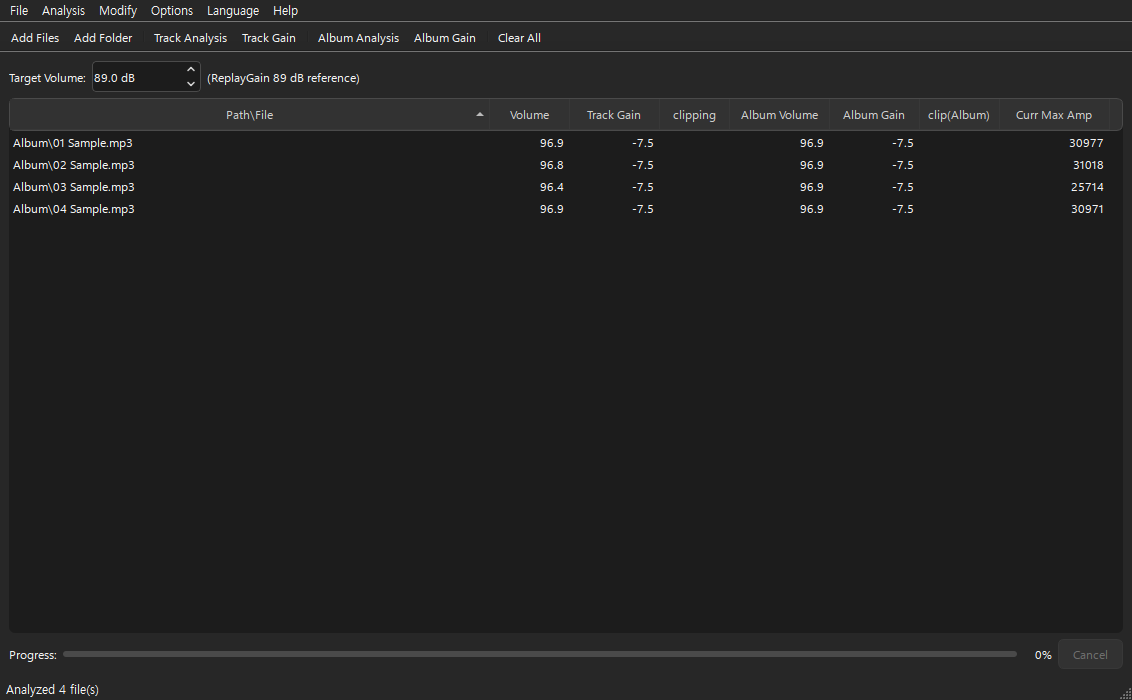 File Analysis Modify Options Language Help
Add Files Add Folder Track Analysis Track Gain Album Analysis Album Gain Clear All
Target Volume: 89.0 dB (ReplayGain 89 dB reference)
Path\File Volume Track Gain clipping Album Volume Album Gain clip(Album) Curr Max Amp
Album\01 Sample.mp3 96.9 -7.5 96.9 -7.5 30977
Album\02 Sample.mp3 96.8 -7.5 96.9 -7.5 31018
Album\03 Sample.mp3 96.4 -7.5 96.9 -7.5 25714
Album\04 Sample.mp3 96.9 -7.5 96.9 -7.5 30971
Progress: 0% Cancel
Analyzed 4 file(s)